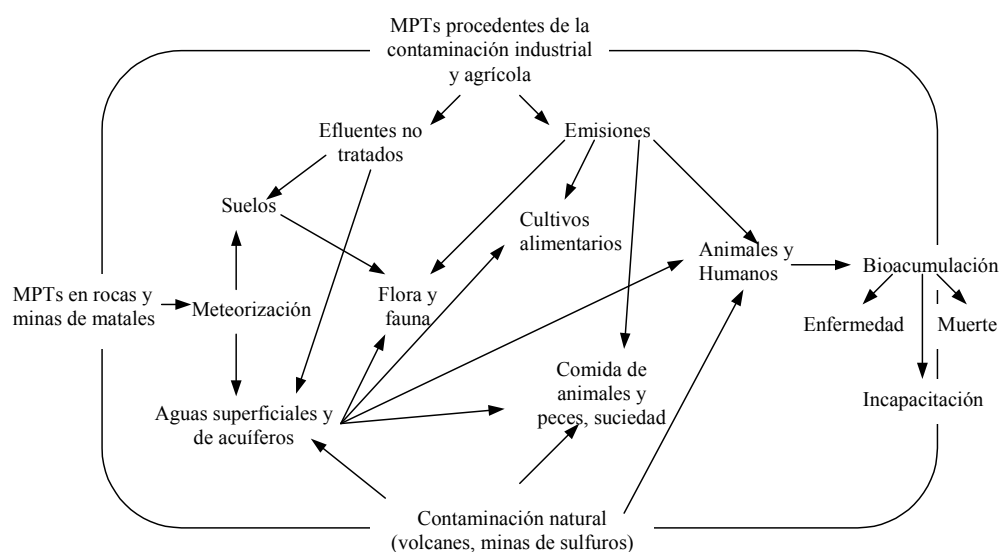 MPTs procedentes de la
contaminación industrial
y agrícola
Efluentes no
tratados
Emisiones
Suelos
Cultivos
alimentarios
Animales y
Humanos
Bioacumulación
MPTs en rocas y
minas de matales
Meteorización
Flora y
fauna
Enfermedad
Muerte
Comida de
animales y
peces, suciedad
Incapacitación
Aguas superficiales y
de acuíferos
Contaminación natural
(volcanes, minas de sulfuros)